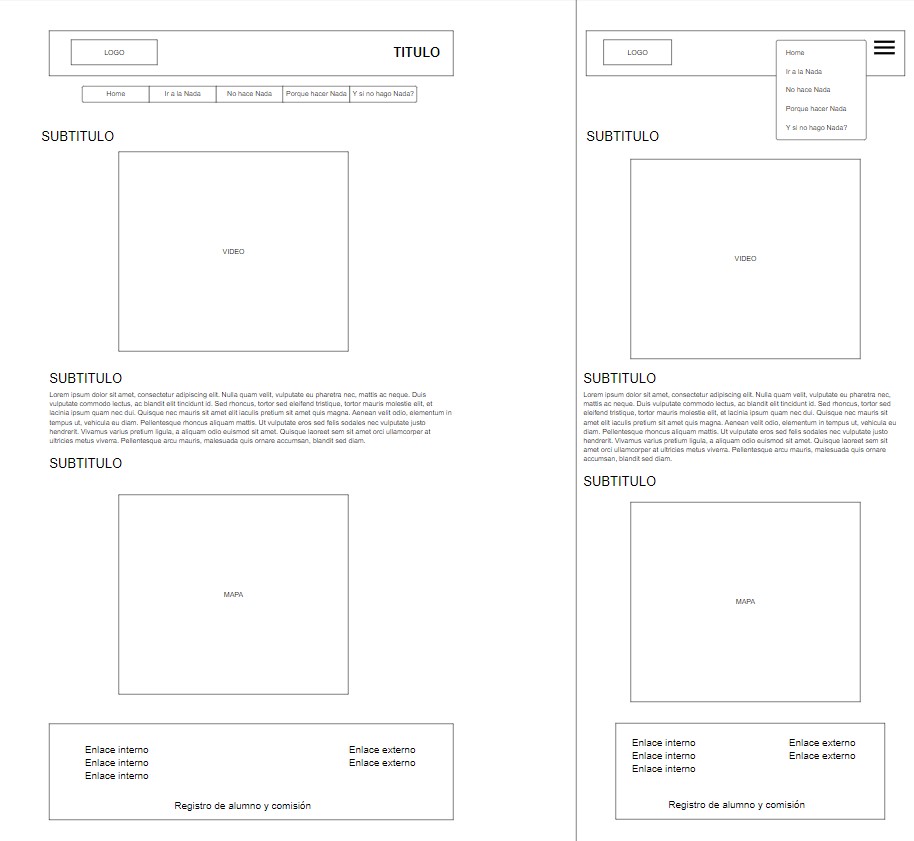 LOGO
TITULO
Home
Ir a la Nada
No hace Nada
Porque hacer Nada
Y si no hago Nada?
SUBTITULO
VIDEO
SUBTITULO
Lorem ipsum dolor sit amet, consectetur adipiscing elit. Nulla quam velit, vulputate eu pharetra nec, mattis ac neque. Duis
vulputate commodo lectus, ac blandit elit tincidunt id. Sed rhoncus, tortor sed eleifend tristique, tortor mauris molestie elit, et
lacinia ipsum quam nec dui. Quisque nec mauris sit amet elit iaculis pretium sit amet quis magna. Aenean velit odio, elementum in
tempus ut, vehicula eu diam. Pellentesque rhoncus aliquam mattis. Ut vulputate eros sed felis sodales nec vulputate justo
hendrerit. Vivamus varius pretium ligula, a aliquam odio euismod sit amet. Quisque laoreet sem sit amet orci ullamcorper at
ultricies metus viverra. Pellentesque arcu mauris, malesuada quis ornare accumsan, blandit sed diam.
SUBTITULO
MAPA
Enlace interno
Enlace interno
Enlace interno
Enlace externo
Enlace externo
Registro de alumno y comisión
LOGO
Home
Ir a la Nada
No hace Nada
Porque hacer Nada
Y si no hago Nada?
SUBTITULO
VIDEO
SUBTITULO
Lorem ipsum dolor sit amet, consectetur adipiscing elit. Nulla quam velit, vulputate eu pharetra nec,
mattis ac neque. Duis vulputate commodo lectus, ac blandit elit tincidunt id. Sed rhoncus, tortor sed
eleifend tristique, tortor mauris molestie elit, et lacinia ipsum quam nec dui. Quisque nec mauris sit
amet elit iaculis pretium sit amet quis magna. Aenean velit odio, elementum in tempus ut, vehicula eu
diam. Pellentesque rhoncus aliquam mattis. Ut vulputate eros sed felis sodales nec vulputate justo
hendrerit. Vivamus varius pretium ligula, a aliquam odio euismod sit amet. Quisque laoreet sem sit
amet orci ullamcorper at ultricies metus viverra. Pellentesque arcu mauris, malesuada quis ornare
accumsan, blandit sed diam.
SUBTITULO
MAPA
Enlace interno
Enlace interno
Enlace interno
Enlace externo
Enlace externo
Registro de alumno y comisión